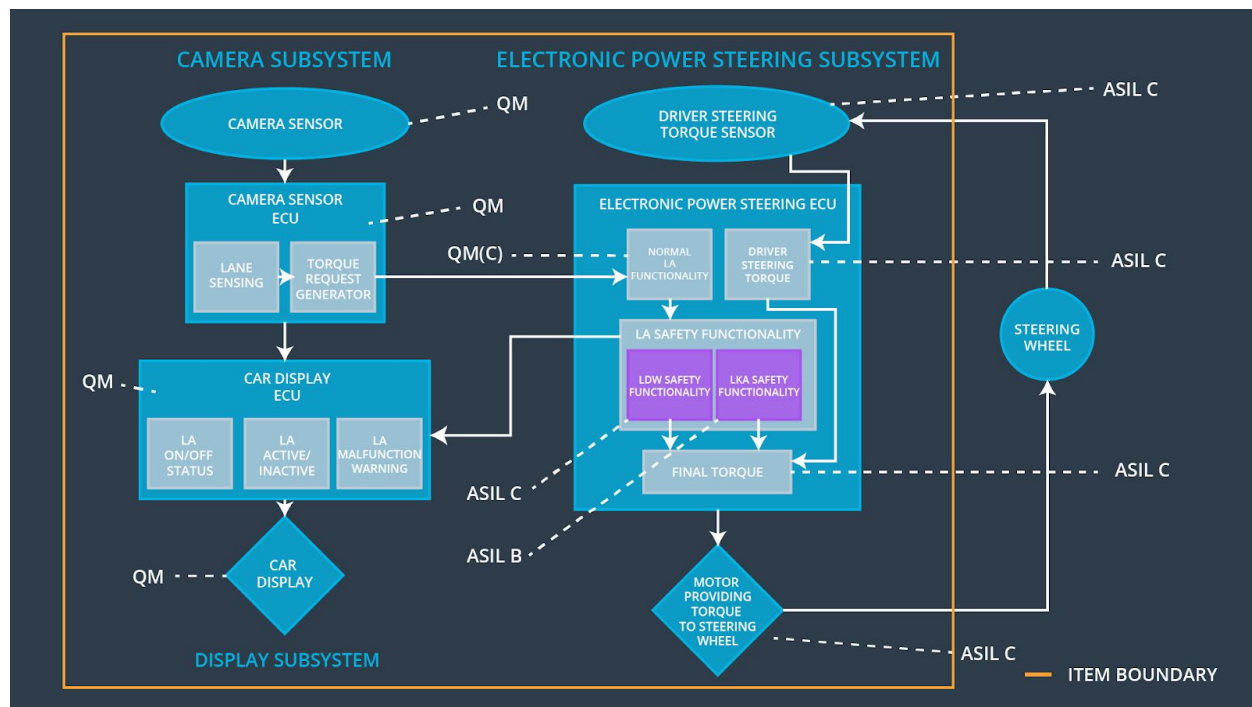 CAMERA SUBSYSTEM
ELECTRONIC POWER STEERING SUBSYSTEM
CAMERA SENSOR
QM
DRIVER STEERING
TORQUE SENSOR
ASIL C
CAMERA SENSOR
ECU
QM
LANE
SENSING
TORQUE
REQUEST
GENERATOR
QM(C)
ELECTRONIC POWER STEERING ECU
NORMAL
LA
FUNCTIONALITY
DRIVER
STEERING
TORQUE
ASIL C
LA SAFETY FUNCTIONALITY
LDW SAFETY
FUNCTIONALITY
LKA SAFETY
FUNCTIONALITY
STEERING
WHEEL
QM
CAR DISPLAY
ECU
LA
ON/OFF
STATUS
LA
ACTIVE/
INACTIVE
LA
MALFUNCTION
WARNING
FINAL TORQUE
ASIL C
ASIL C
ASIL B
QM
CAR
DISPLAY
MOTOR
PROVIDING
TORQUE
TO STEERING
WHEEL
ASIL C
DISPLAY SUBSYSTEM
ITEM BOUNDARY